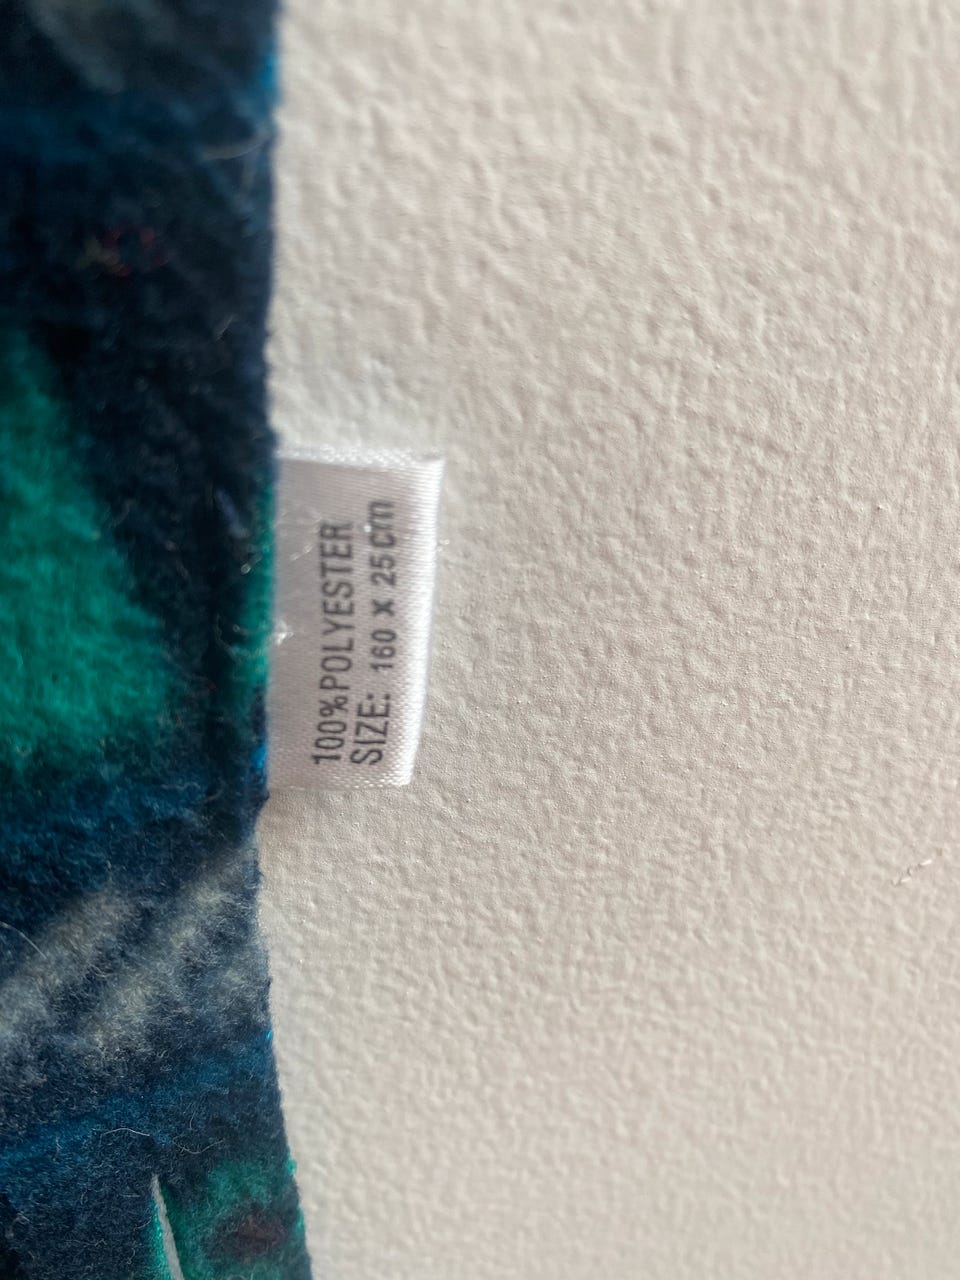 100%POLYESTER
SIZE: 160 X 25cm